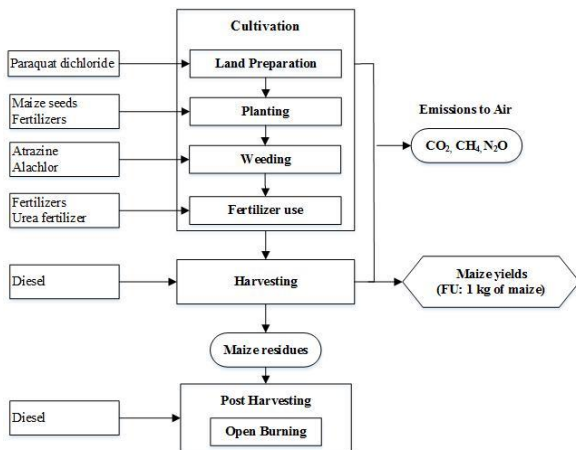 Cultivation
Paraquat dichloride
Land Preparation
Maize seeds
Fertilizers
Planting
Emissions to Air
CO2, CH4, N2O
Atrazine
Alachlor
Weeding
Fertilizers
Urea fertilizer
Fertilizer use
Diesel
Harvesting
Maize yields
(FU: 1 kg of maize)
Maize residues
Post Harvesting
Diesel
Open Burning